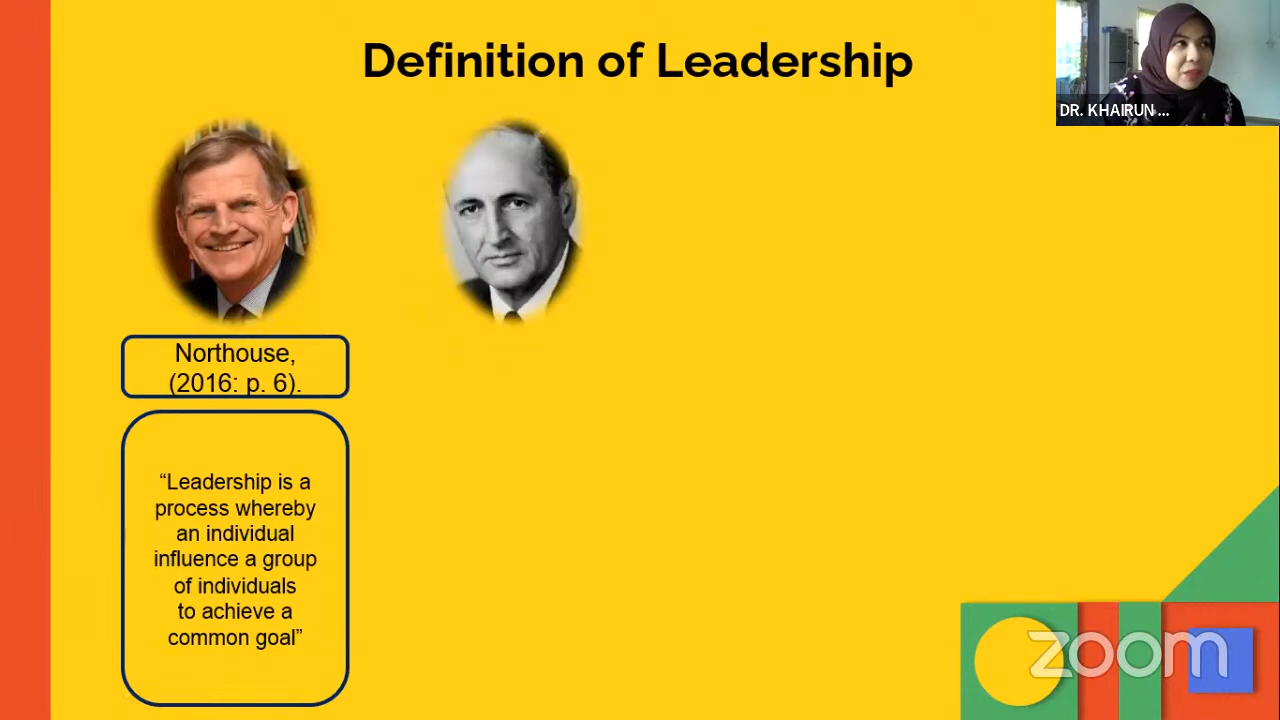 Definition of Leadership
DR. KHAIRUN ...
Northouse,
(2016: p. 6).
“Leadership is a
process whereby
an individual
influence a group
of individuals
to achieve a
common goal”
zoom